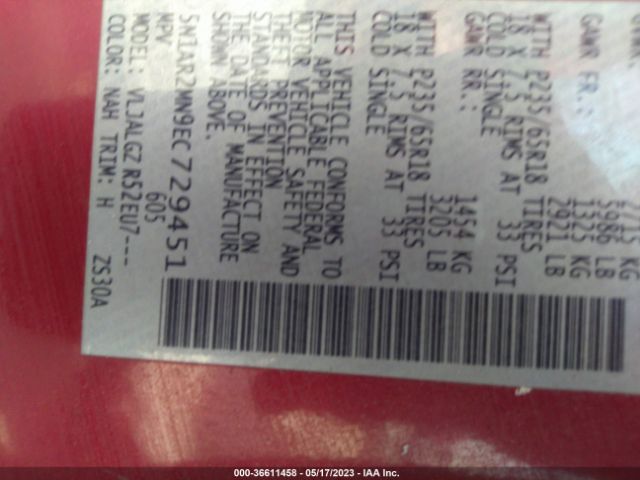 2715 KG
5986 LB
GAWR FR.: 1325 KG
2921 LB
WITH P235/65R18 TIRES
18 X 7.5 RIMS AT 33 PSI
COLD SINGLE
GAWR RR.: 1454 KG
3205 LB
WITH P235/65R18 TIRES
18 X 7.5 RIMS AT 33 PSI
COLD SINGLE
THIS VEHICLE CONFORMS TO
ALL APPLICABLE FEDERAL
MOTOR VEHICLE SAFETY AND
THEFT PREVENTION
STANDARDS IN EFFECT ON
THE DATE OF MANUFACTURE
SHOWN ABOVE.
5N1AR2MN9EC729451
MPV 605
MODEL: VLJALGZ R52EU7---
COLOR: NAH TRIM: H ZS30A
000-36611458 - 05/17/2023 - IAA Inc.